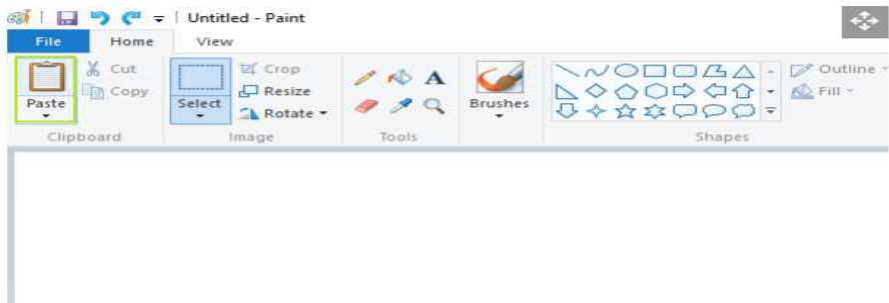 Untitled - Paint
File Home View
Paste
Cut
Copy
Clipboard
Select
Crop
Resize
Rotate
Image
Tools
Brushes
Shapes
Outline
Fill